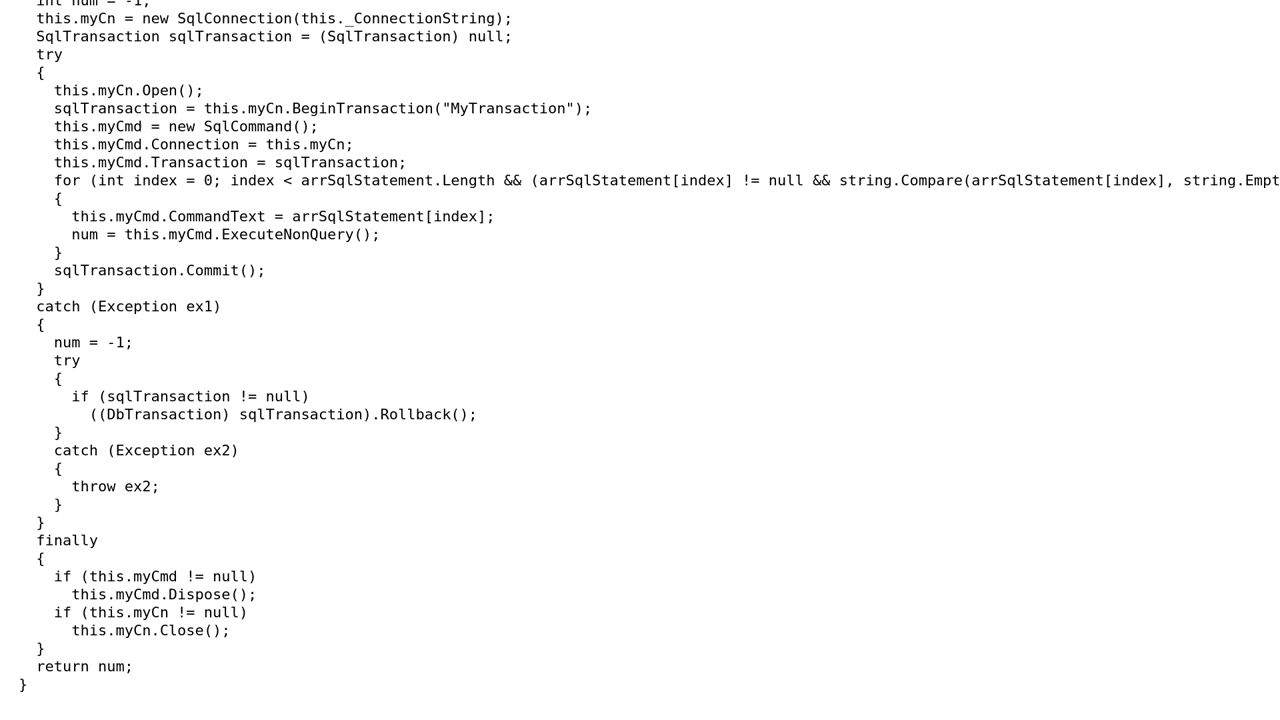 int num = -1;
this.myCn = new SqlConnection(this._ConnectionString);
SqlTransaction sqlTransaction = (SqlTransaction) null;
try
{
this.myCn.Open();
sqlTransaction = this.myCn.BeginTransaction("MyTransaction");
this.myCmd = new SqlCommand();
this.myCmd.Connection = this.myCn;
this.myCmd.Transaction = sqlTransaction;
for (int index = 0; index < arrSqlStatement.Length && (arrSqlStatement[index] != null && string.Compare(arrSqlStatement[index], string.Empt
{
this.myCmd.CommandText = arrSqlStatement[index];
num = this.myCmd.ExecuteNonQuery();
}
sqlTransaction.Commit();
}
catch (Exception ex1)
{
num = -1;
try
{
if (sqlTransaction != null)
((DbTransaction) sqlTransaction).Rollback();
}
catch (Exception ex2)
{
throw ex2;
}
}
finally
{
if (this.myCmd != null)
this.myCmd.Dispose();
if (this.myCn != null)
this.myCn.Close();
}
return num;
}